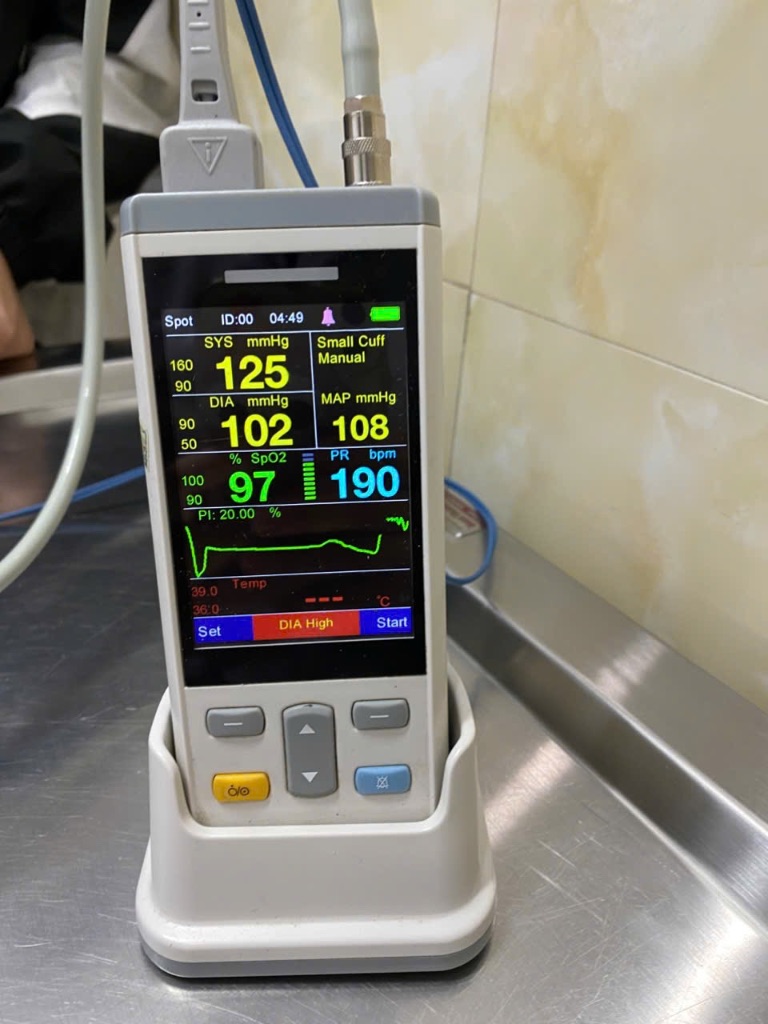 Spot ID:00 04:49
SYS mmHg
160
90
125
Small Cuff
Manual
DIA mmHg
90
50
102
MAP mmHg
108
% SpO2
100
90
97
PR bpm
190
PI: 20.00 %
39.0 Temp
36.0
--- °C
Set DIA High Start